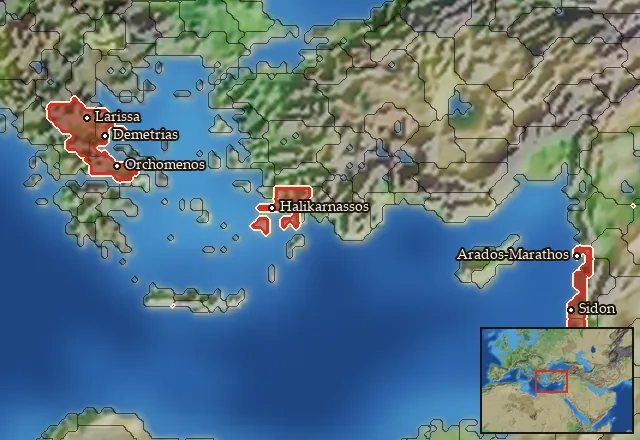 Larissa
Demetrias
Orchomenos
Halikarnassos
Arados-Marathos
Sidon